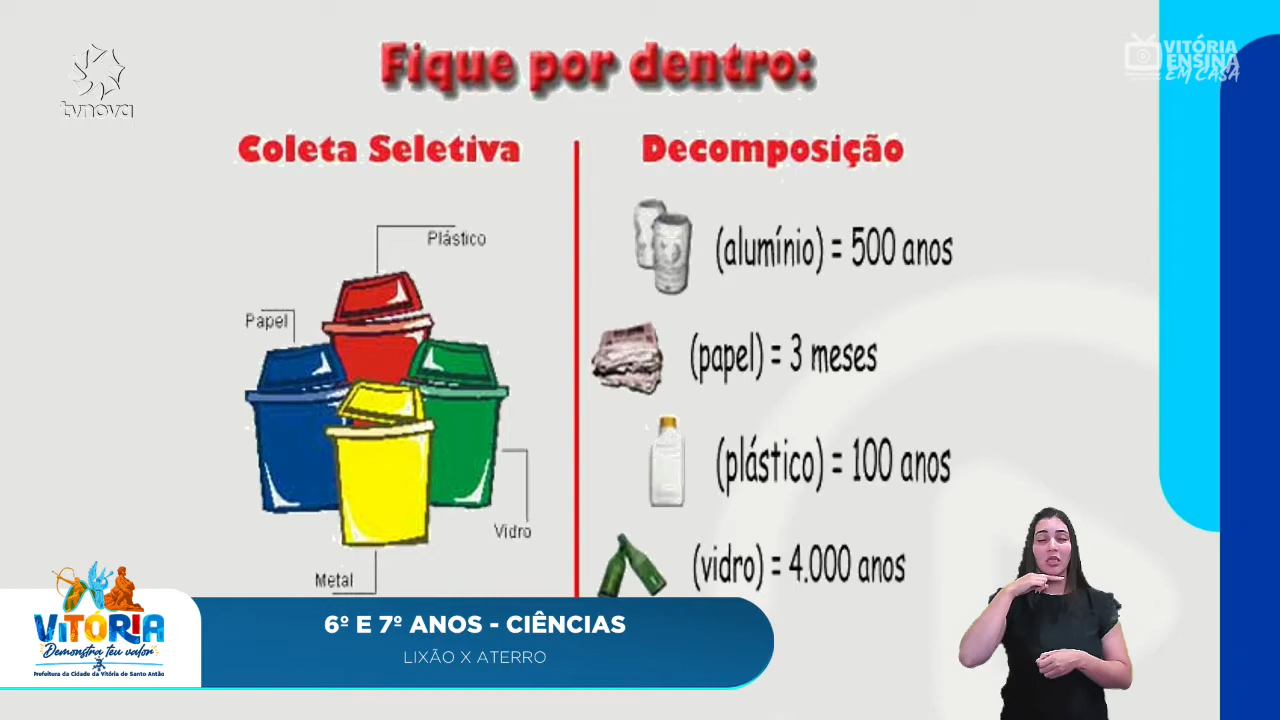 Fique por dentro:
tvnova
VITÓRIA
ENSINA
EM CASA
Coleta Seletiva
Decomposição
Plástico
Papel
Vidro
Metal
(alumínio) = 500 anos
(papel) = 3 meses
(plástico) = 100 anos
(vidro) = 4.000 anos
VITÓRIA
Demonstra teu valor
Prefeitura da Cidade da Vitória de Santo Antão
6º E 7º ANOS - CIÊNCIAS
LIXÃO X ATERRO